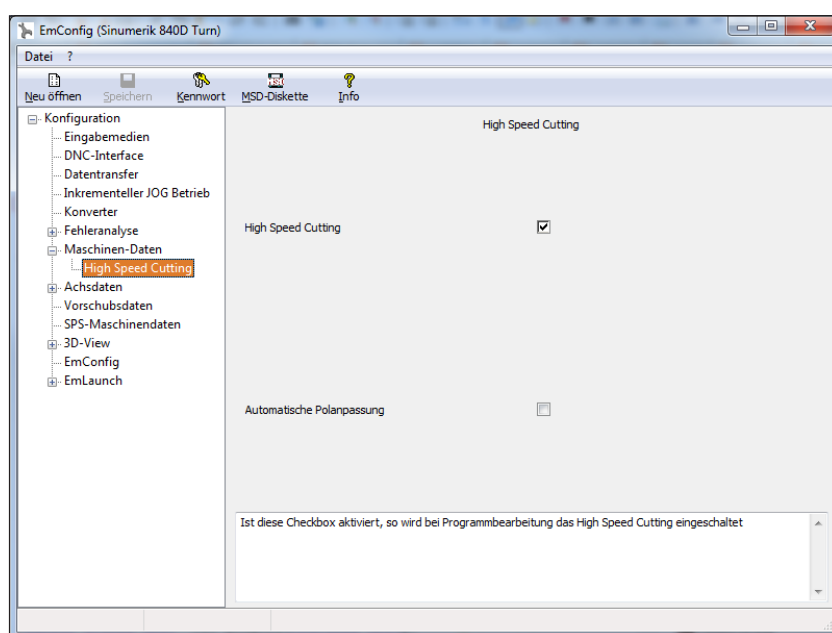 EmConfig (Sinumerik 840D Turn)
Datei ?
Neu öffnen Speichern Kennwort MSD-Diskette Info
Konfiguration
Eingabemedien
DNC-Interface
Datentransfer
Inkrementeller JOG Betrieb
Konverter
Fehleranalyse
Maschinen-Daten
High Speed Cutting
Achsdaten
Vorschubsdaten
SPS-Maschinendaten
3D-View
EmConfig
EmLaunch
High Speed Cutting
High Speed Cutting
Automatische Polanpassung
Ist diese Checkbox aktiviert, so wird bei Programmbearbeitung das High Speed Cutting eingeschaltet